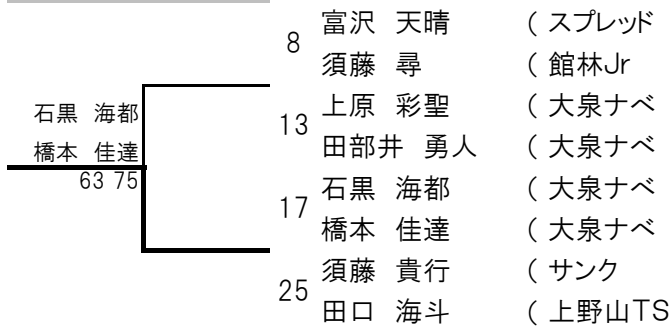 8
富沢 天晴 ( スプレッド
須藤 尋 ( 館林Jr
13
上原 彩聖 ( 大泉ナベ
田部井 勇人 ( 大泉ナベ
石黒 海都
橋本 佳達
63 75
17
石黒 海都 ( 大泉ナベ
橋本 佳達 ( 大泉ナベ
25
須藤 貴行 ( サンク
田口 海斗 ( 上野山TS